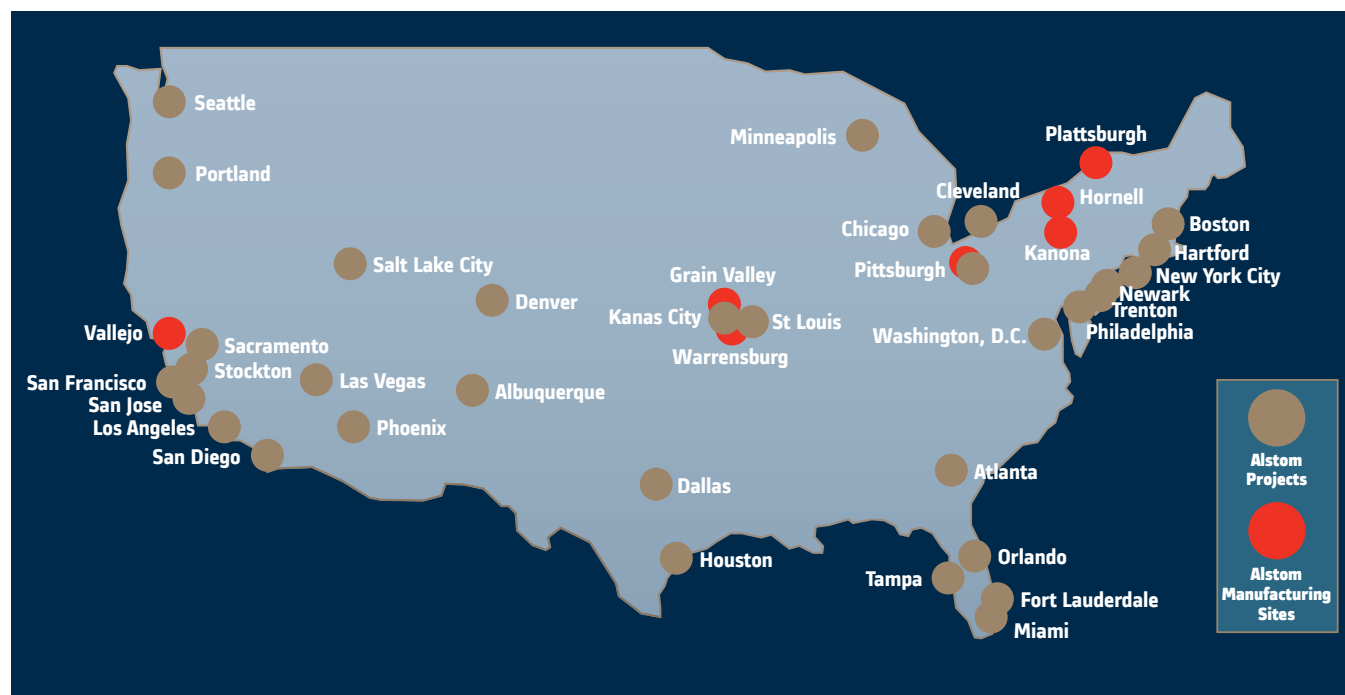 Seattle
Portland
Minneapolis
Plattsburgh
Cleveland
Hornell
Chicago
Boston
Kanona
Hartford
Salt Lake City
Pittsburgh
Grain Valley
New York City
Denver
Newark
Trenton
Kanas City
St Louis
Philadelphia
Washington, D.C.
Vallejo
Sacramento
Warrensburg
Stockton
San Francisco
Las Vegas
Albuquerque
San Jose
Los Angeles
Phoenix
San Diego
Alstom
Projects
Atlanta
Dallas
Houston
Orlando
Tampa
Alstom
Manufacturing
Sites
Fort Lauderdale
Miami